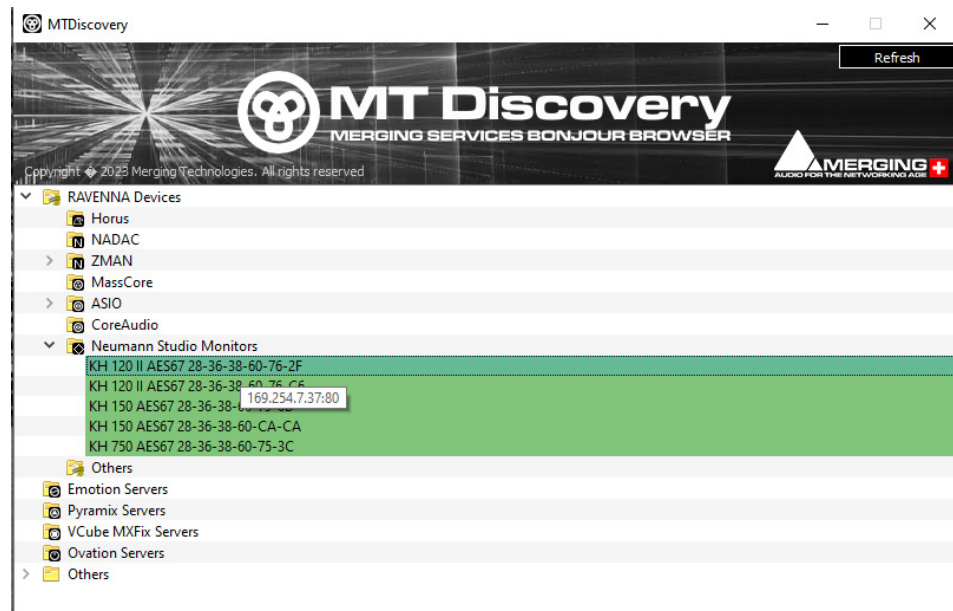 MTDiscovery
Refresh
MT Discovery
MERGING SERVICES BONJOUR BROWSER
Copyright � 2023 Merging Technologies. All rights reserved
MERGING
AUDIO FOR THE NETWORKING AGE
RAVENNA Devices
Horus
NADAC
ZMAN
MassCore
ASIO
CoreAudio
Neumann Studio Monitors
KH 120 II AES67 28-36-38-60-76-2F
KH 120 II AES67 28-36-38-60-76-C6
169.254.7.37:80
KH 150 AES67 28-36-38-
KH 150 AES67 28-36-38-60-CA-CA
KH 750 AES67 28-36-38-60-75-3C
Others
Emotion Servers
Pyramix Servers
VCube MXFix Servers
Ovation Servers
Others